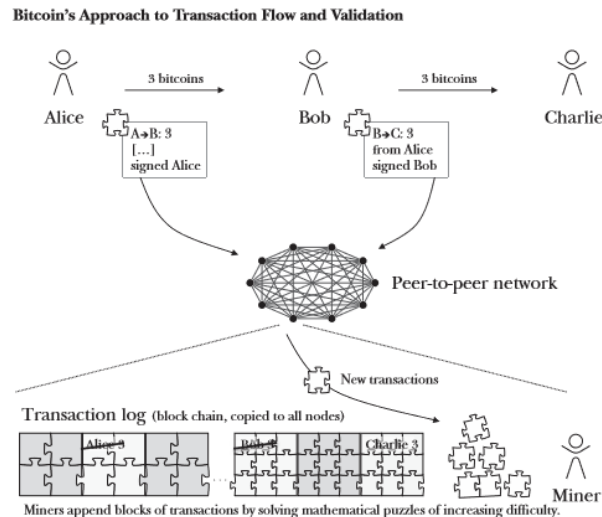 Bitcoin's Approach to Transaction Flow and Validation
3 bitcoins
3 bitcoins
Alice
Bob
Charlie
A→B: 3
[...]
signed Alice
B→C: 3
from Alice
signed Bob
Peer-to-peer network
New transactions
Transaction log (block chain, copied to all nodes)
Alice 3
Bob 3
Charlie 3
....
Miner
Miners append blocks of transactions by solving mathematical puzzles of increasing difficulty.